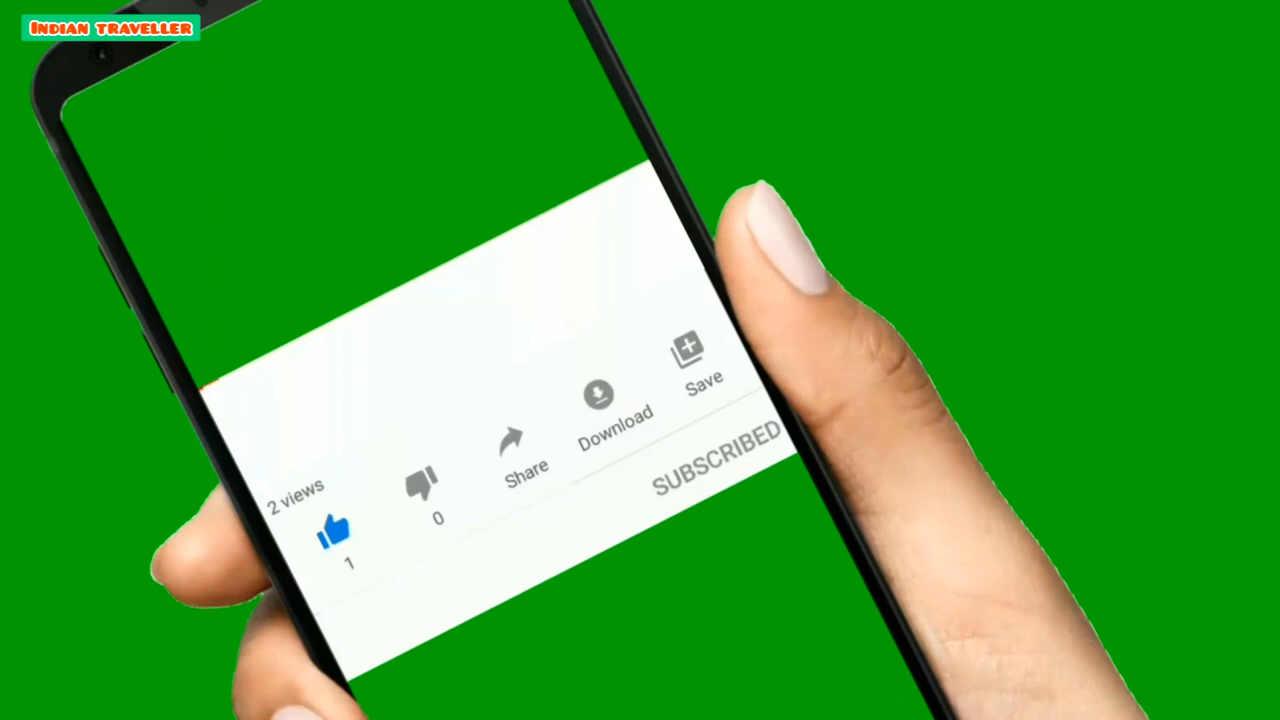 INDIAN TRAVELLER
2 views
1
0
Share
Download
Save
SUBSCRIBED